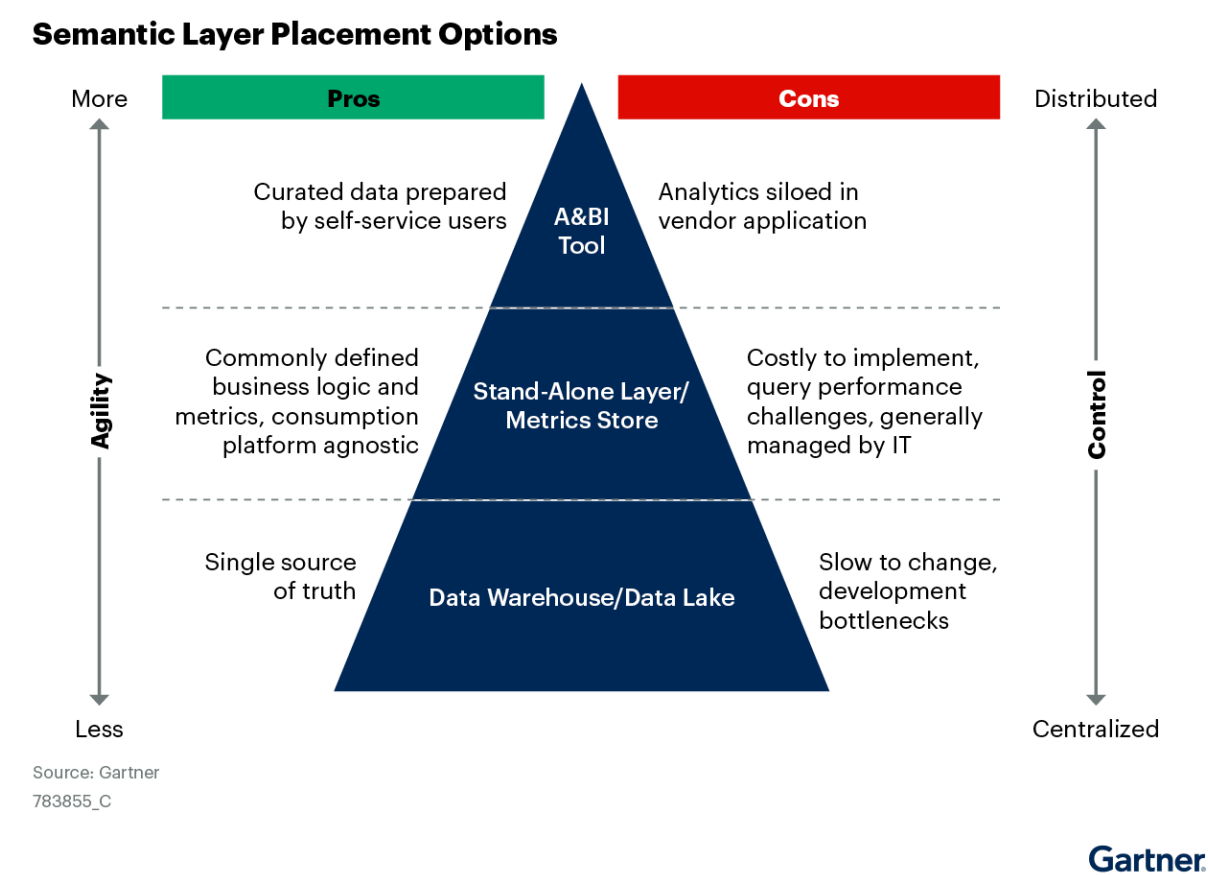 Semantic Layer Placement Options
More
Pros
Cons
Distributed
Curated data prepared
by self-service users
A&BI
Tool
Analytics siloed in
vendor application
Agility
Commonly defined
business logic and
metrics, consumption
platform agnostic
Stand-Alone Layer/
Metrics Store
Costly to implement,
query performance
challenges, generally
managed by IT
Control
Single source
of truth
Data Warehouse/Data Lake
Slow to change,
development
bottlenecks
Less
Centralized
Source: Gartner
783855_C
Gartner